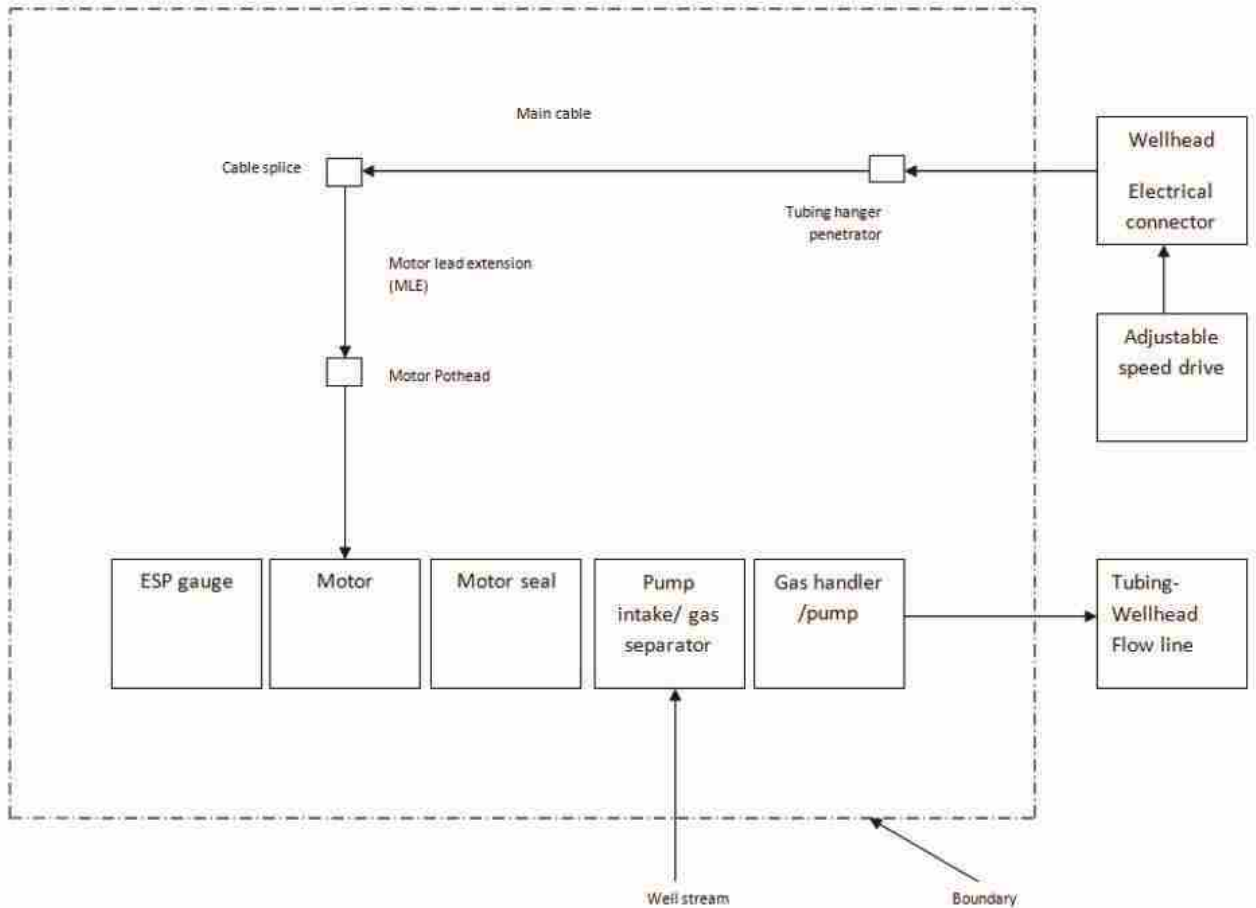 Main cable
Wellhead
Electrical
connector
Cable splice
Tubing hanger
penetrator
Motor lead extension
(MLE)
Adjustable
speed drive
Motor Pothead
ESP gauge
Motor
Motor seal
Pump
intake/ gas
separator
Gas handler
/pump
Tubing-
Wellhead
Flow line
Well stream
Boundary